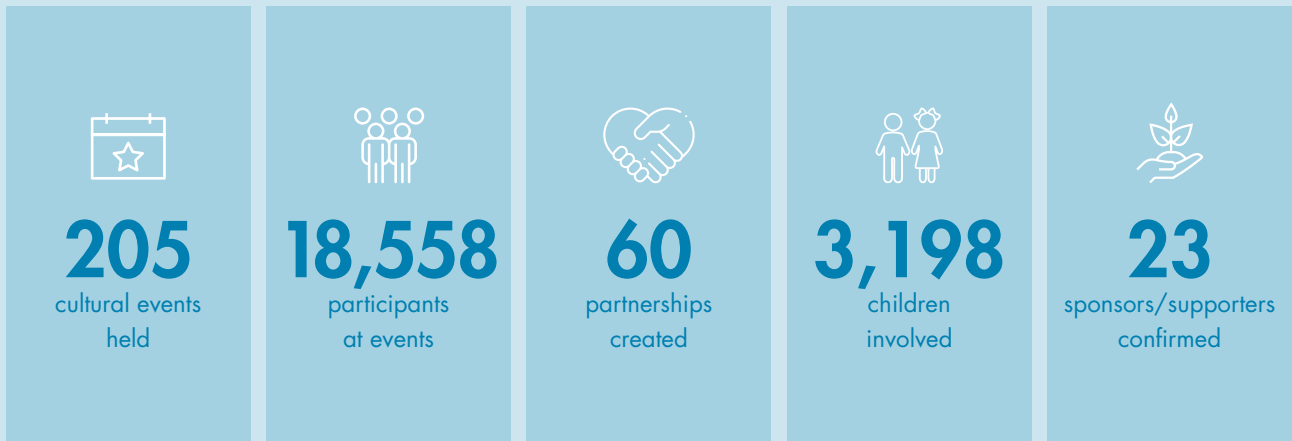 205
cultural events
held
18,558
participants
at events
60
partnerships
created
3,198
children
involved
23
sponsors/supporters
confirmed